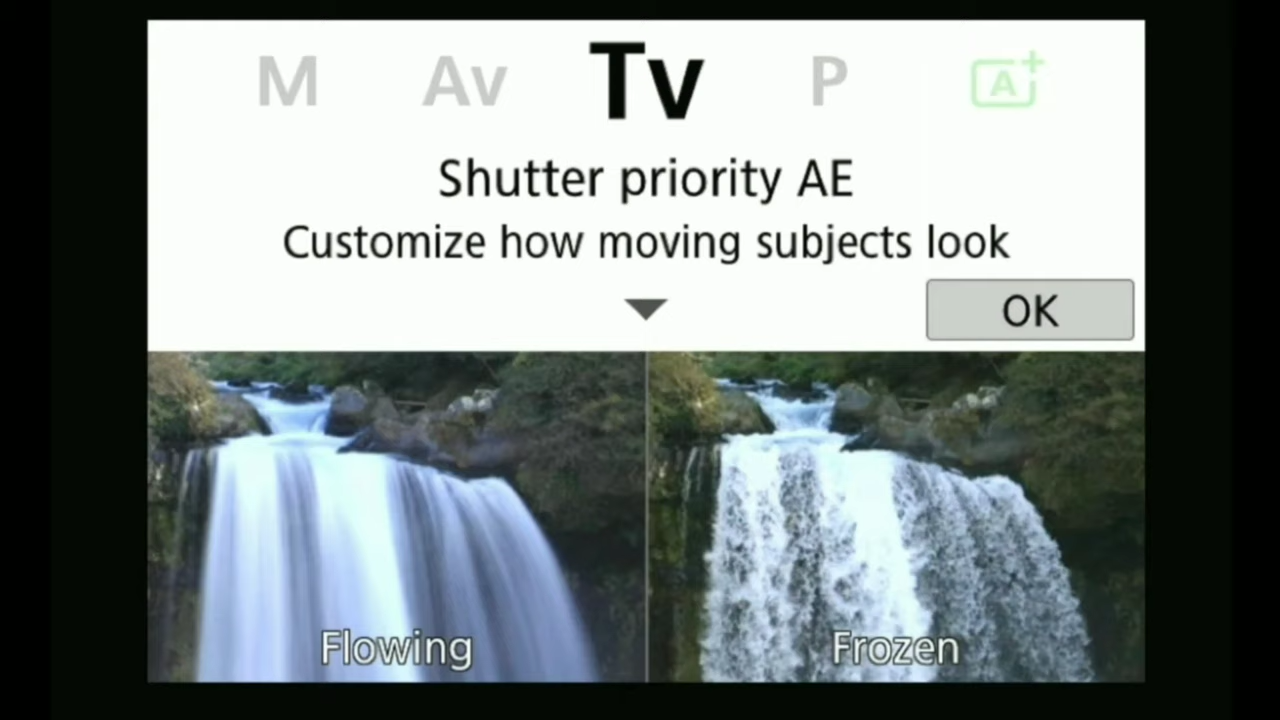 M Av Tv P A+
Shutter priority AE
Customize how moving subjects look
OK
Flowing Frozen